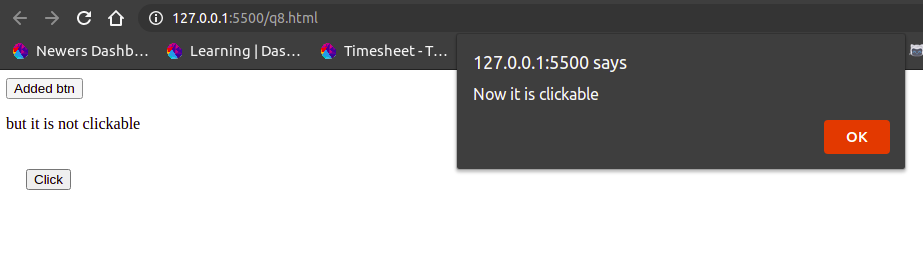 127.0.0.1:5500/q8.html
Newers Dashb...
Learning | Das...
Timesheet - T...
127.0.0.1:5500 says
Now it is clickable
OK
Added btn
but it is not clickable
Click